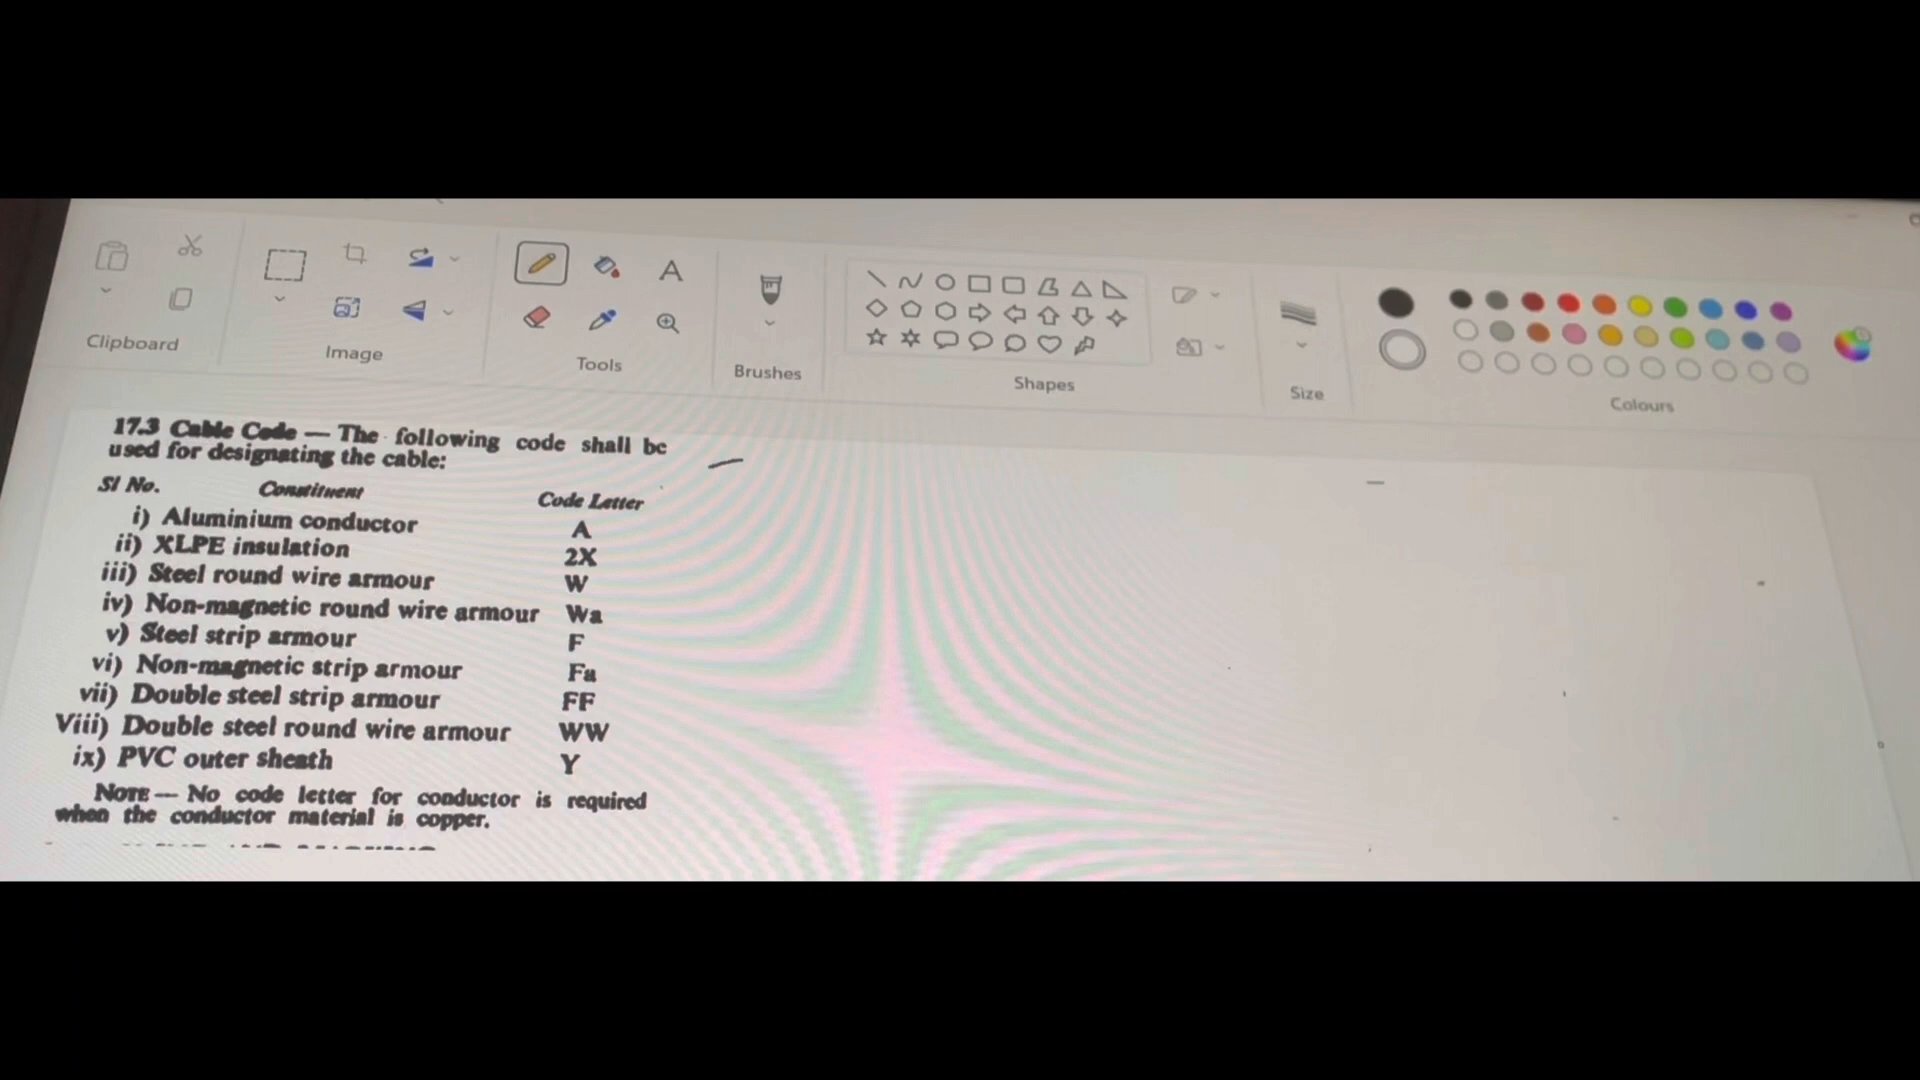 Clipboard
Image
Tools
Brushes
Shapes
Size
Colours
17.3 Cable Code — The following code shall be
used for designating the cable:
Sl No. Constituent Code Letter
i) Aluminium conductor A
ii) XLPE insulation 2X
iii) Steel round wire armour W
iv) Non-magnetic round wire armour Wa
v) Steel strip armour F
vi) Non-magnetic strip armour Fa
vii) Double steel strip armour FF
Viii) Double steel round wire armour WW
ix) PVC outer sheath Y
NOTE — No code letter for conductor is required
when the conductor material is copper.